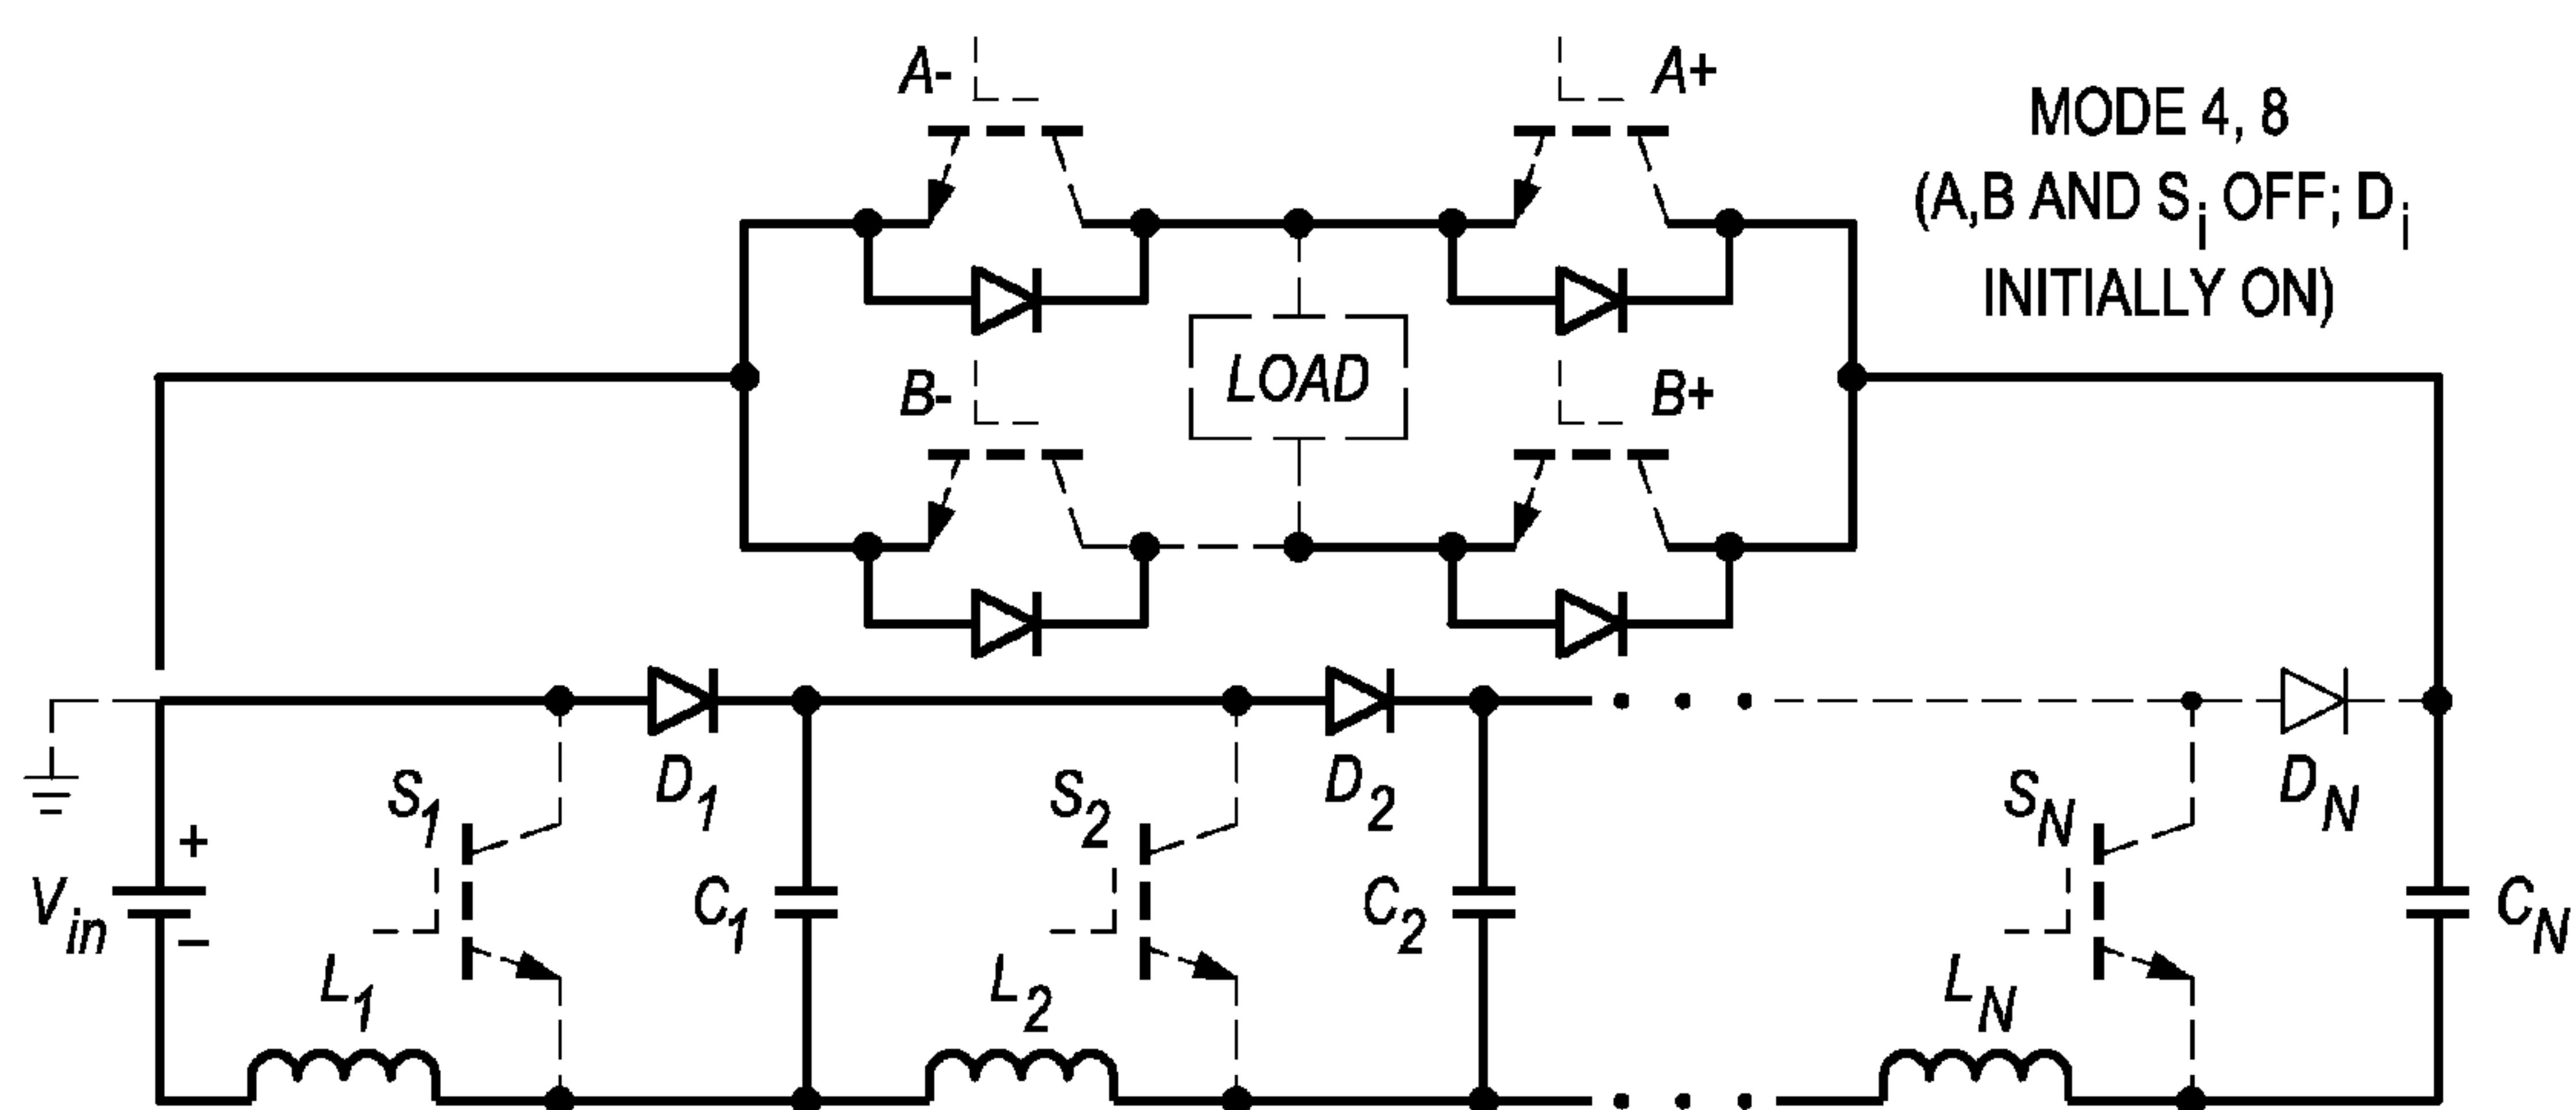 A-
A+
MODE 4, 8
(A,B AND Si OFF; Di
INITIALLY ON)
B-
LOAD
B+
D1
D2
DN
S1
S2
SN
+
Vin
−
C1
C2
CN
L1
L2
LN